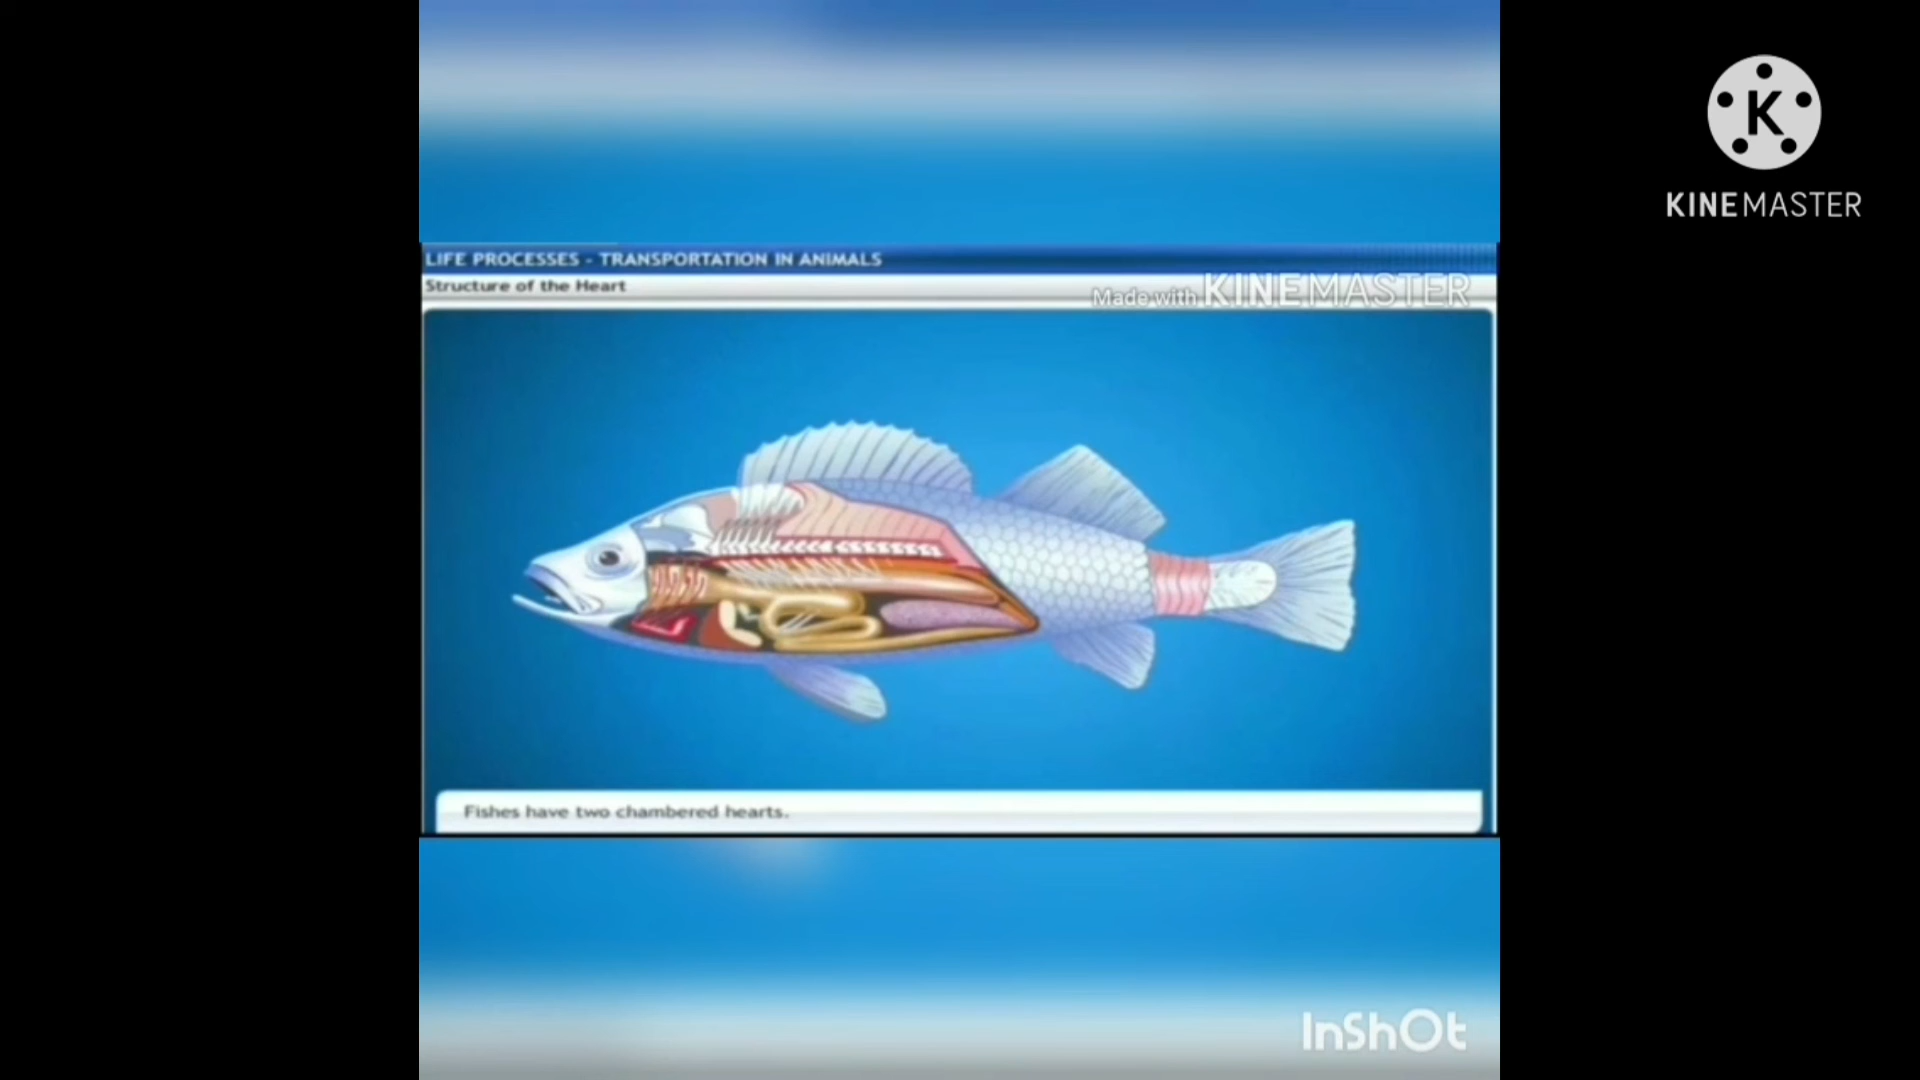 K
KINEMASTER
LIFE PROCESSES - TRANSPORTATION IN ANIMALS
Structure of the Heart
Made with KINEMASTER
Fishes have two chambered hearts.
InShOt